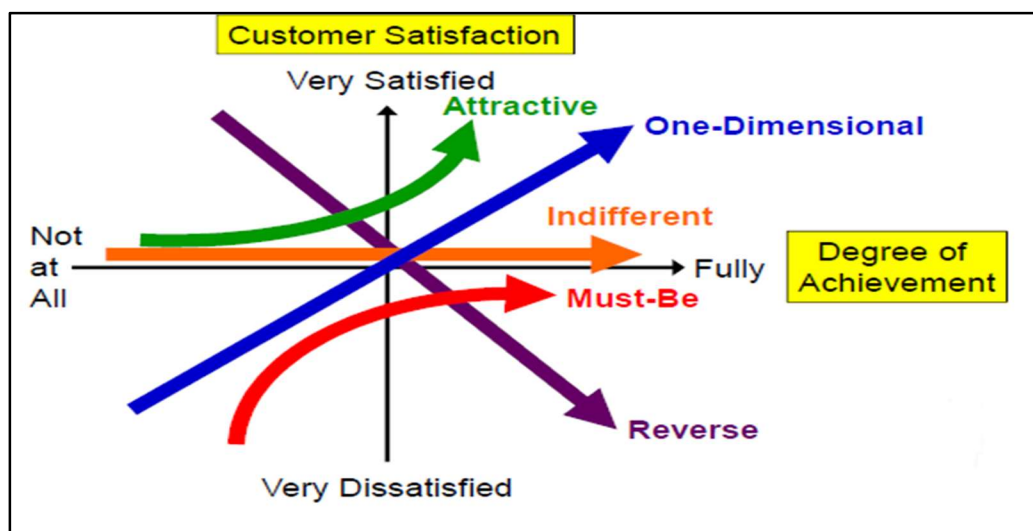 Customer Satisfaction
Very Satisfied
Attractive
One-Dimensional
Indifferent
Not
at
All
Fully
Degree of
Achievement
Must-Be
Reverse
Very Dissatisfied